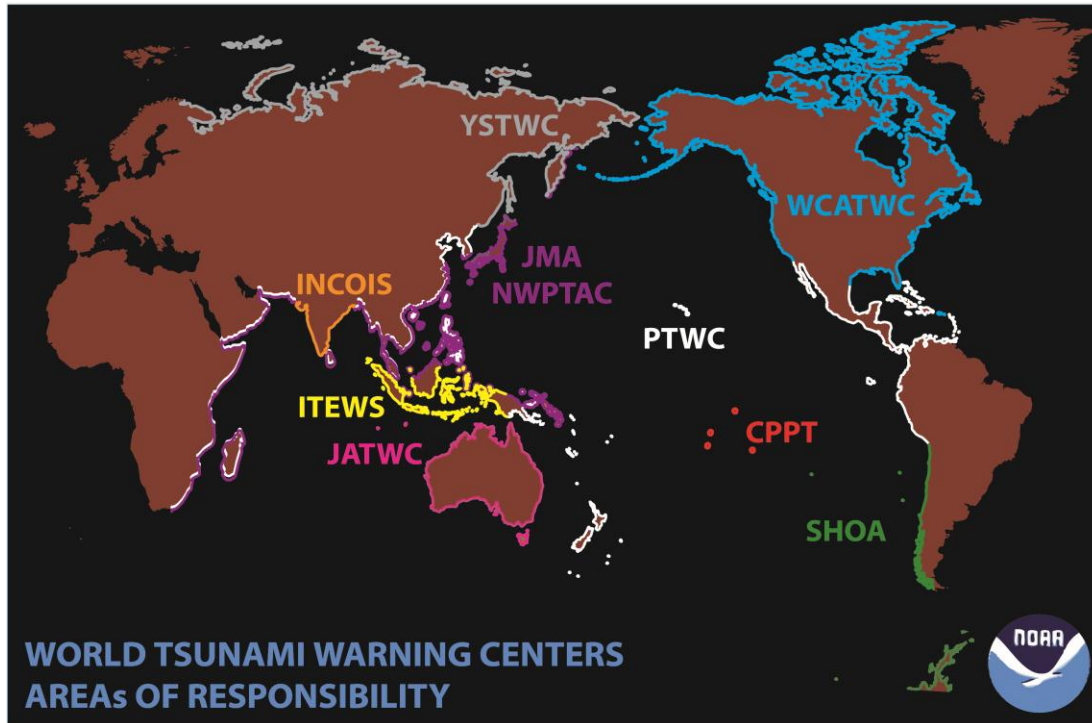 YSTWC
WCATWC
INCOIS
JMA
NWPTAC
PTWC
ITEWS
CPPT
JATWC
SHOA
WORLD TSUNAMI WARNING CENTERS
AREAs OF RESPONSIBILITY
NOAA